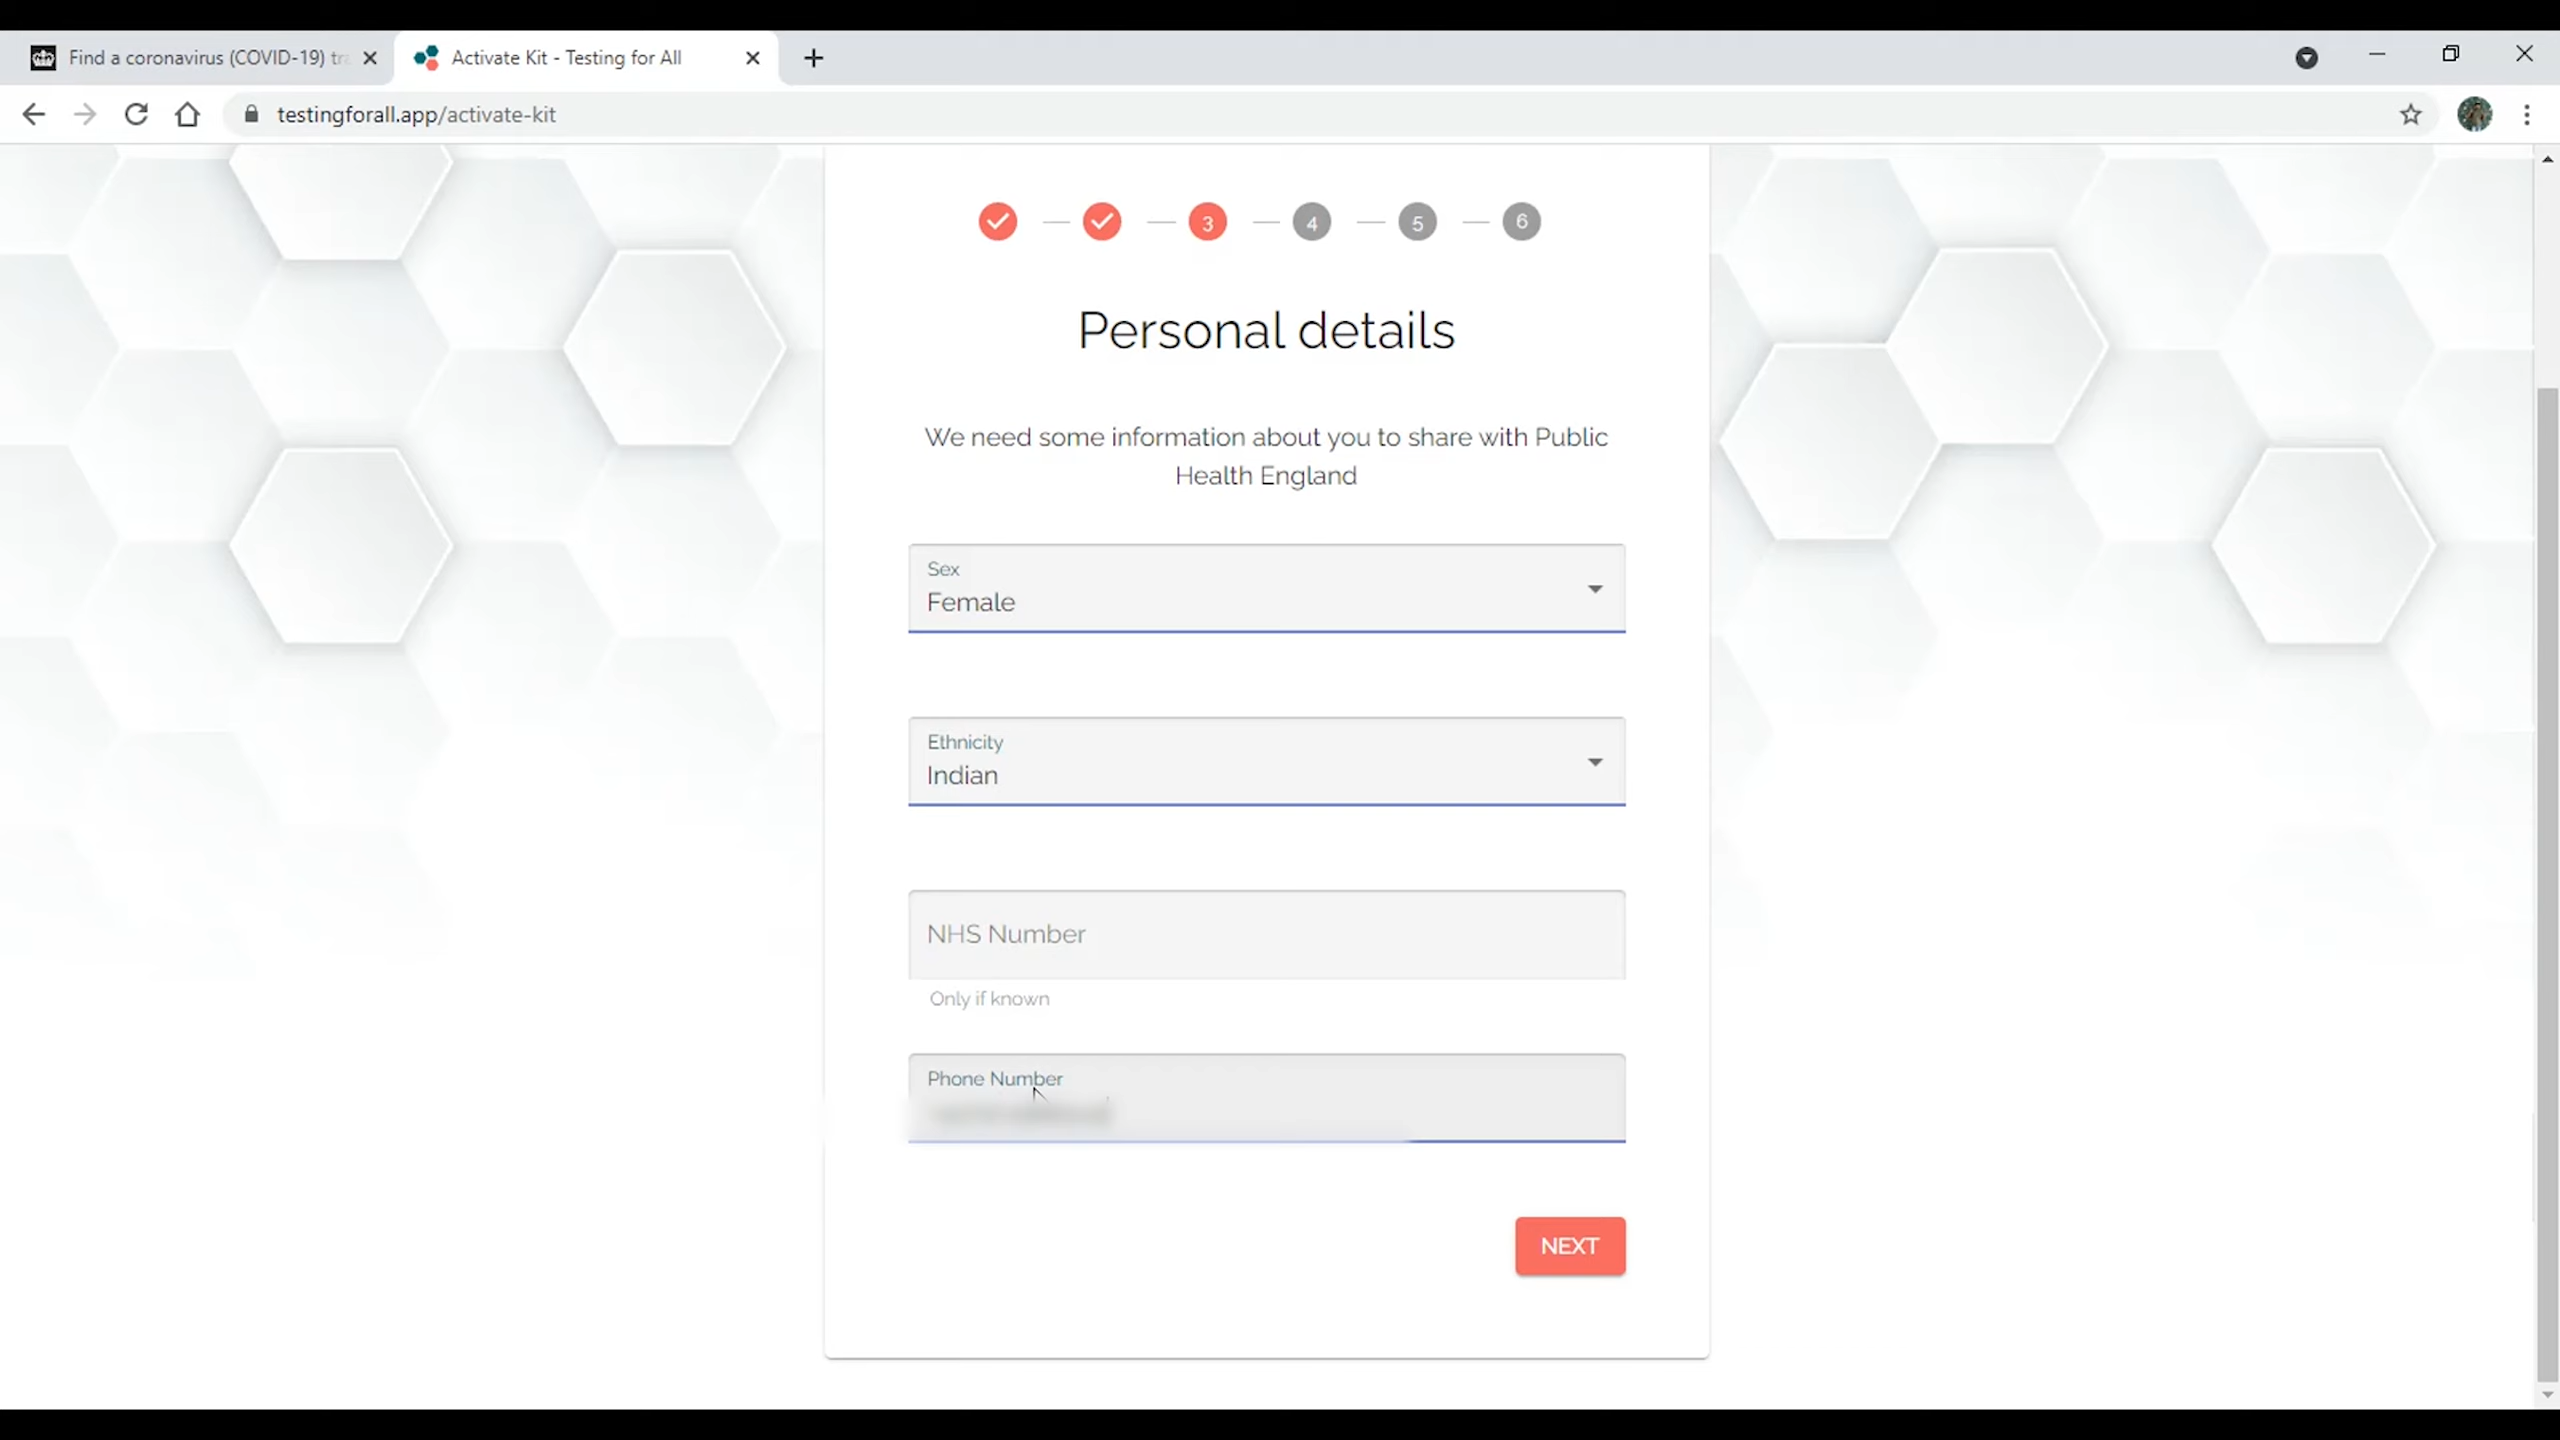 Find a coronavirus (COVID-19) tr
Activate Kit - Testing for All
testingforall.app/activate-kit
3
4
5
6
Personal details
We need some information about you to share with Public
Health England
Sex
Female
Ethnicity
Indian
NHS Number
Only if known
Phone Number
NEXT